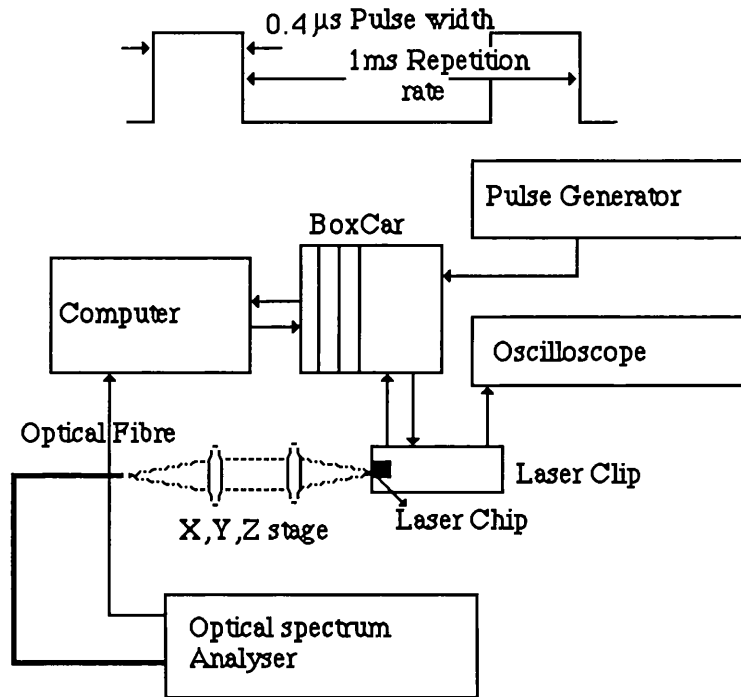 0.4 μs Pulse width
1ms Repetition
rate
Pulse Generator
BoxCar
Computer
Oscilloscope
Optical Fibre
Laser Clip
Laser Chip
X,Y,Z stage
Optical spectrum
Analyser